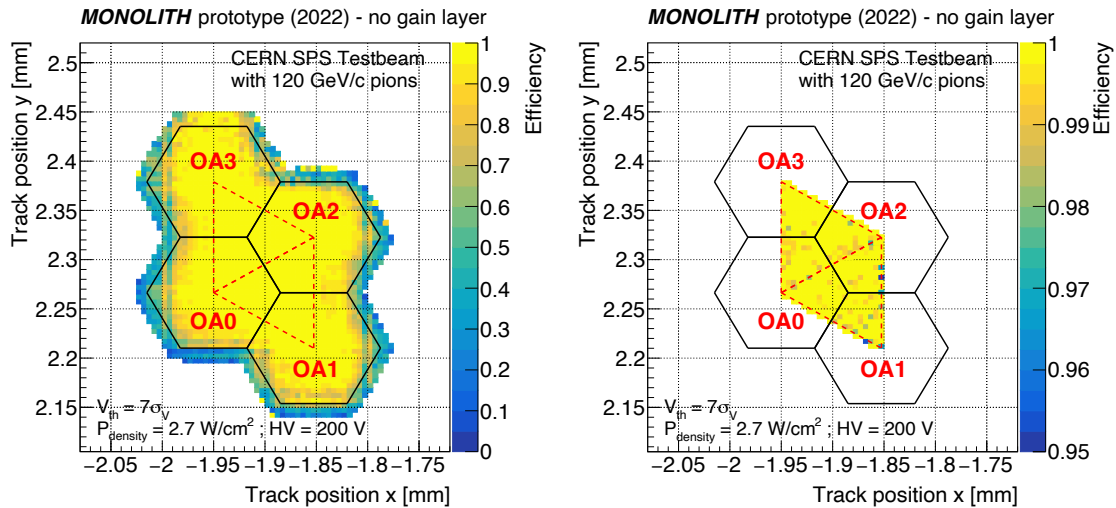 MONOLITH prototype (2022) - no gain layer
Track position y [mm]
2.5
2.45
2.4
2.35
2.3
2.25
2.2
2.15
CERN SPS Testbeam
with 120 GeV/c pions
OA3
OA2
OA0
OA1
V_th = 7σ_V
P_density = 2.7 W/cm² ; HV = 200 V
−2.05 −2 −1.95 −1.9 −1.85 −1.8 −1.75
Track position x [mm]
1
0.9
0.8
0.7
0.6
0.5
0.4
0.3
0.2
0.1
0
Efficiency
MONOLITH prototype (2022) - no gain layer
Track position y [mm]
2.5
2.45
2.4
2.35
2.3
2.25
2.2
2.15
CERN SPS Testbeam
with 120 GeV/c pions
OA3
OA2
OA0
OA1
V_th = 7σ_V
P_density = 2.7 W/cm² ; HV = 200 V
−2.05 −2 −1.95 −1.9 −1.85 −1.8 −1.75
Track position x [mm]
1
0.99
0.98
0.97
0.96
0.95
Efficiency